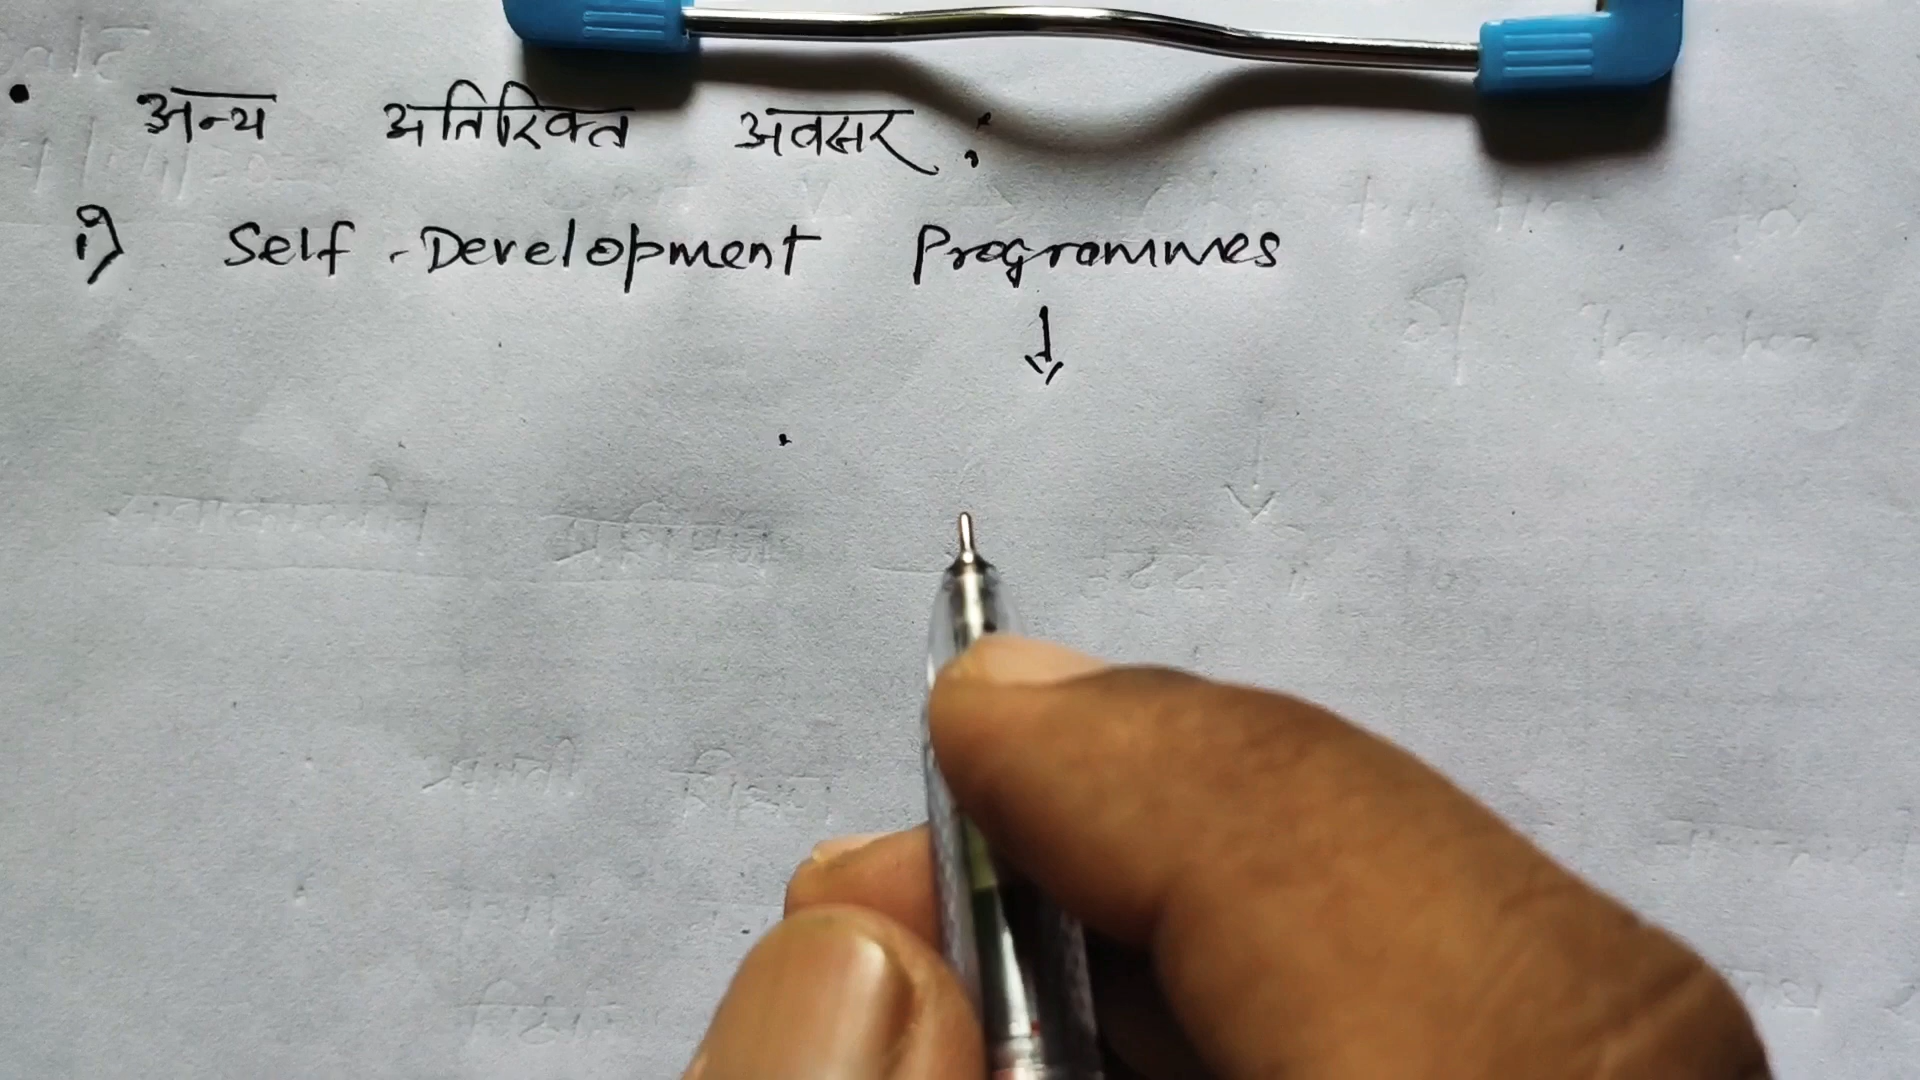 • अन्य अतिरिक्त अवसर :
i) Self-Development Programmes
↓